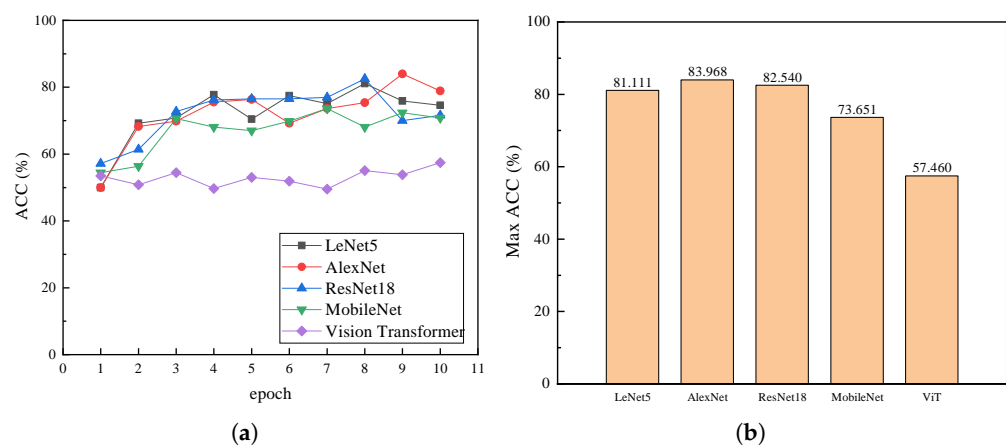 100
80
60
40
20
0
ACC (%)
0 1 2 3 4 5 6 7 8 9 10 11
epoch
LeNet5
AlexNet
ResNet18
MobileNet
Vision Transformer
(a)
100
80
60
40
20
0
Max ACC (%)
81.111
83.968
82.540
73.651
57.460
LeNet5 AlexNet ResNet18 MobileNet ViT
(b)